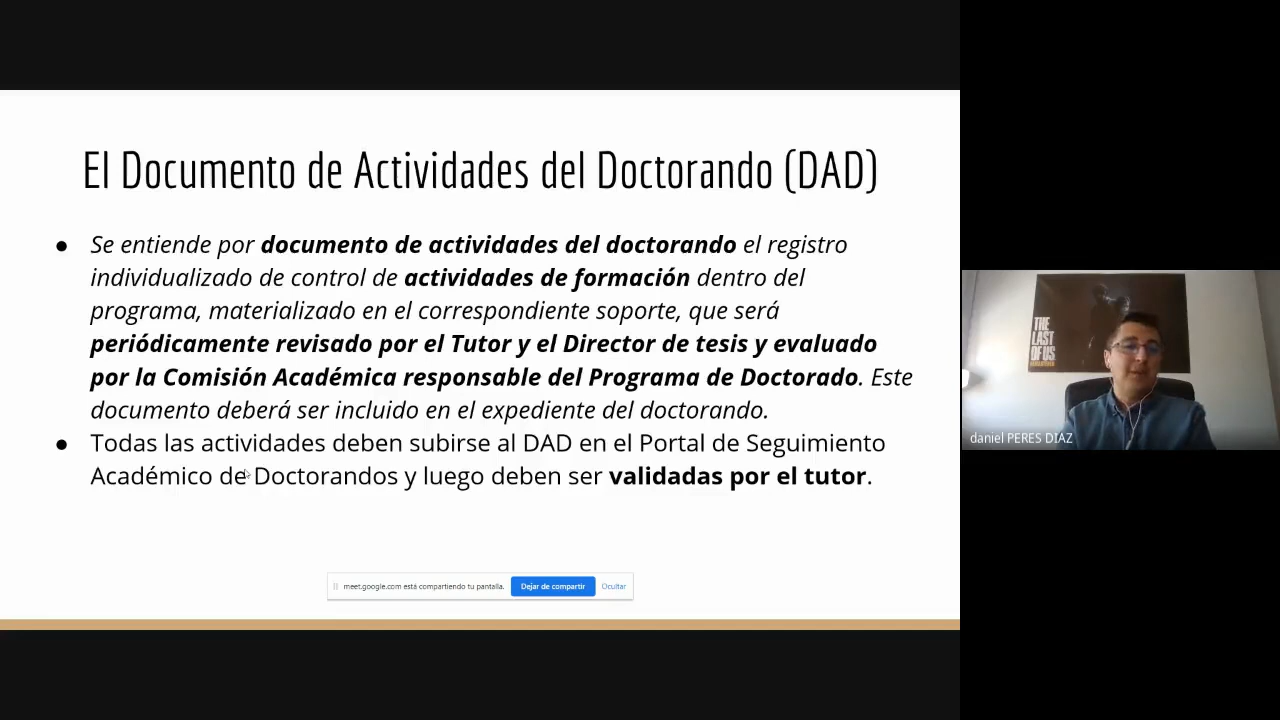 El Documento de Actividades del Doctorando (DAD)
● Se entiende por documento de actividades del doctorando el registro
individualizado de control de actividades de formación dentro del
programa, materializado en el correspondiente soporte, que será
periódicamente revisado por el Tutor y el Director de tesis y evaluado
por la Comisión Académica responsable del Programa de Doctorado. Este
documento deberá ser incluido en el expediente del doctorando.
● Todas las actividades deben subirse al DAD en el Portal de Seguimiento
Académico de Doctorandos y luego deben ser validadas por el tutor.
meet.google.com está compartiendo tu pantalla. Dejar de compartir Ocultar
THE
LAST
OF US
daniel PERES DIAZ